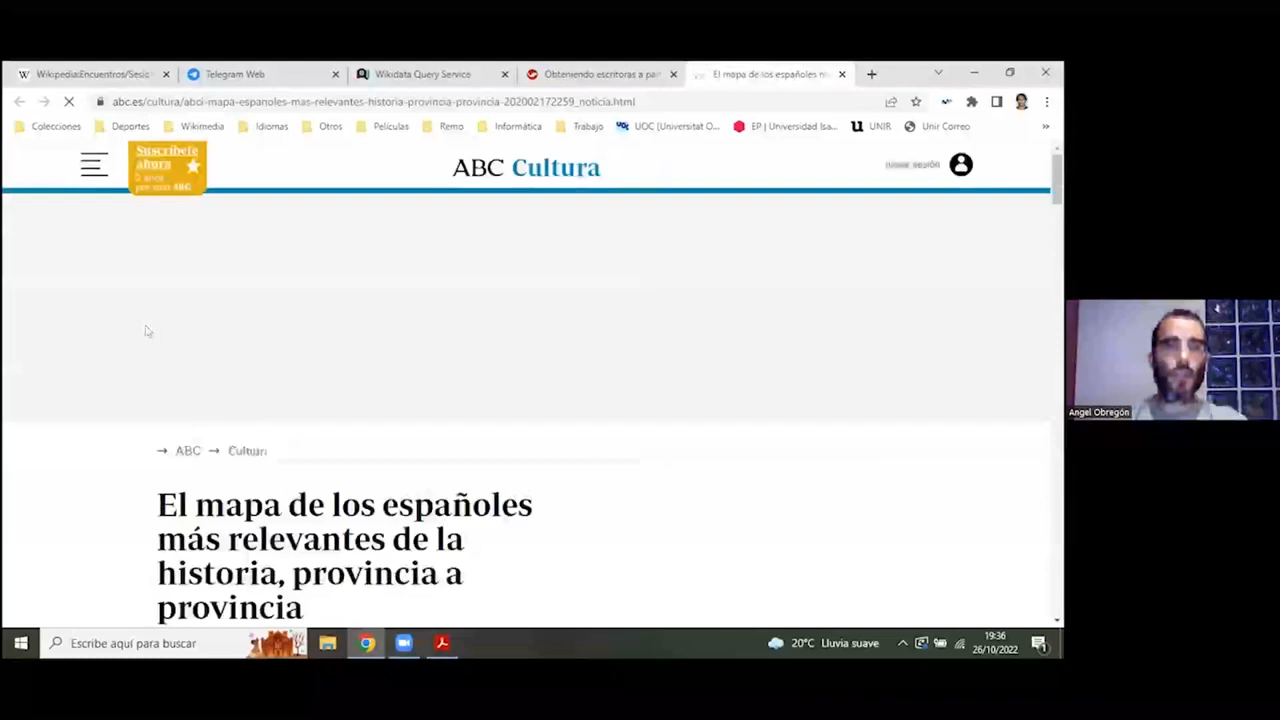 Wikipedia:Encuentros/Sesic
Telegram Web
Wikidata Query Service
Obteniendo escritoras a par
El mapa de los españoles m
abc.es/cultura/abci-mapa-espanoles-mas-relevantes-historia-provincia-provincia-202002172259_noticia.html
Colecciones
Deportes
Wikimedia
Idiomas
Otros
Películas
Remo
Informática
Trabajo
UOC (Universitat O...
EP | Universidad Isa...
UNIR
Unir Correo
Suscríbete
ahora
ABC Cultura
ABC
El mapa de los españoles
más relevantes de la
historia, provincia a
provincia
Angel Obregón
Escribe aquí para buscar
20°C Lluvia suave
19:36
26/10/2022